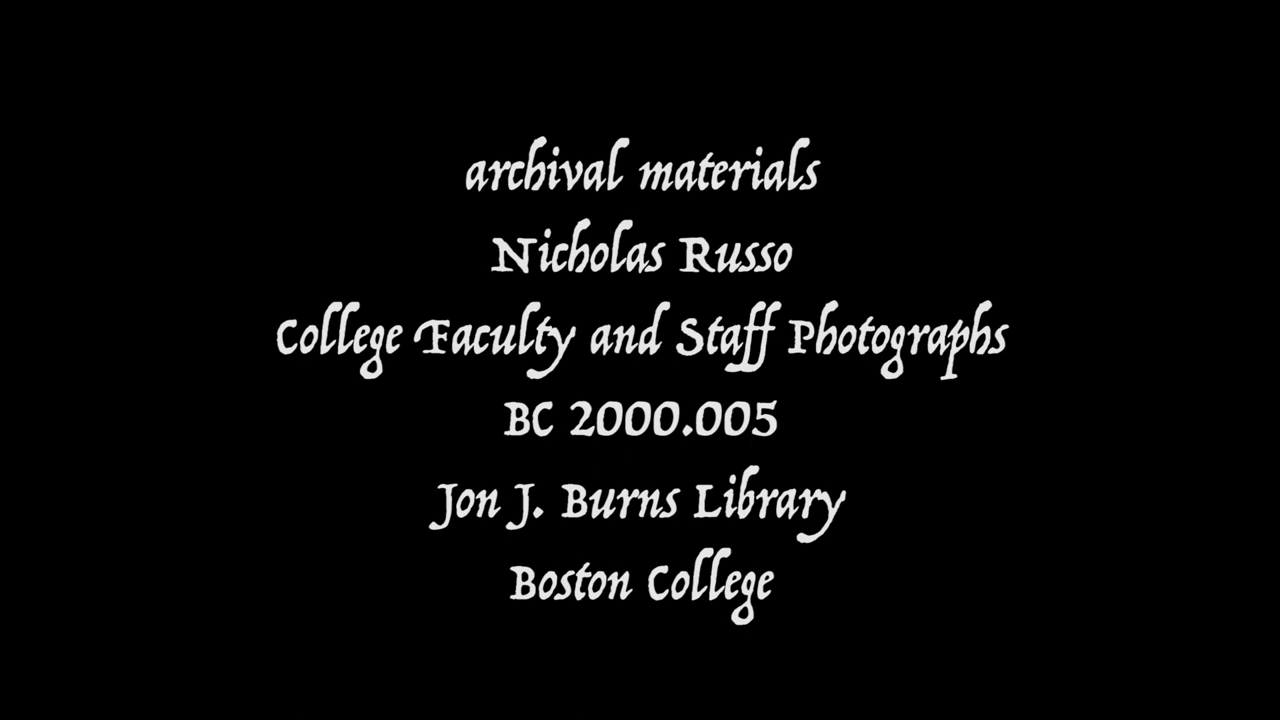 archival materials
Nicholas Russo
College Faculty and Staff Photographs
BC 2000.005
Jon J. Burns Library
Boston College